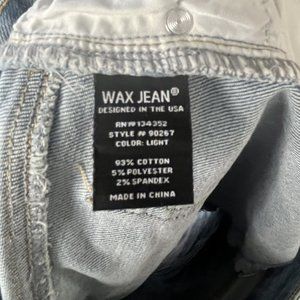 WAX JEAN®
DESIGNED IN THE USA
RN# 134352
STYLE # 90267
COLOR: LIGHT
93% COTTON
5% POLYESTER
2% SPANDEX
MADE IN CHINA